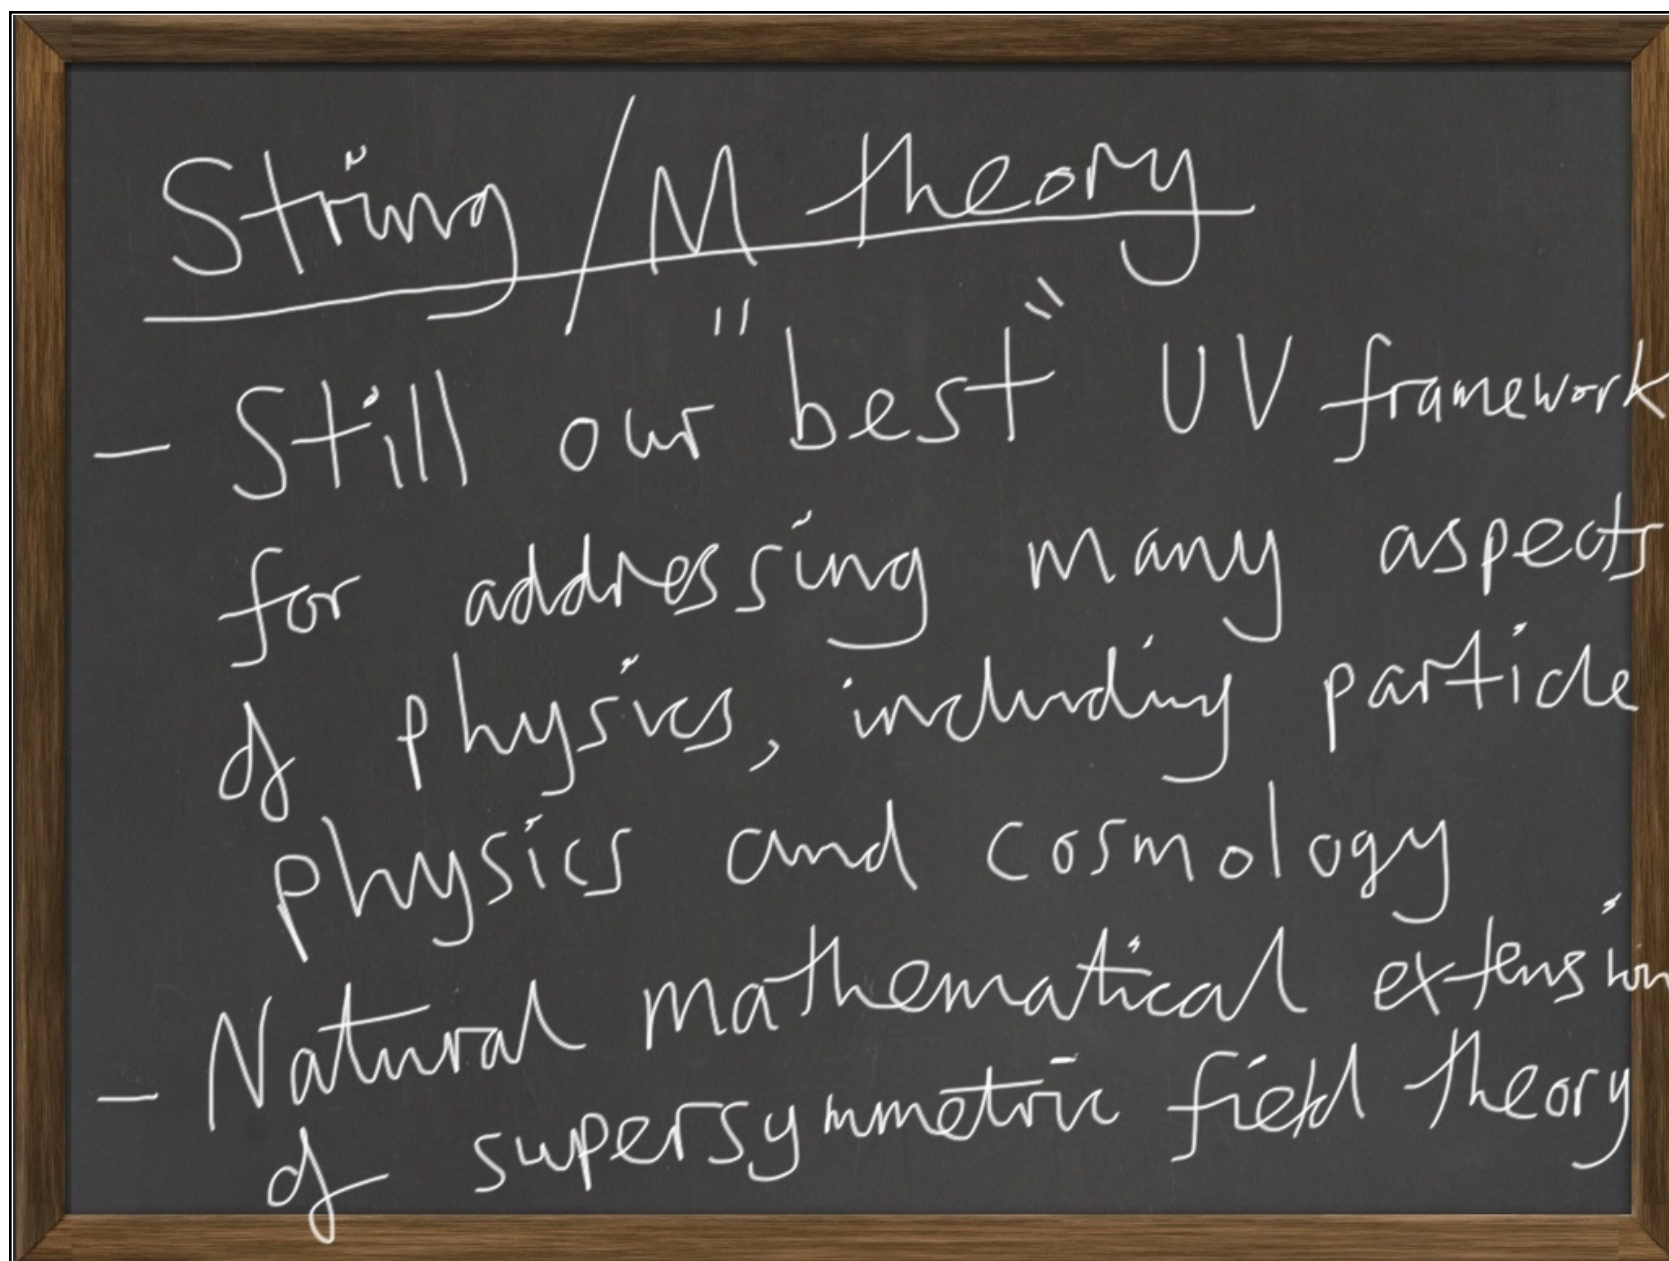 String/M theory
- Still our "best" UV framework
for addressing many aspects
of physics, including particle
physics and cosmology
- Natural mathematical extension
of supersymmetric field theory